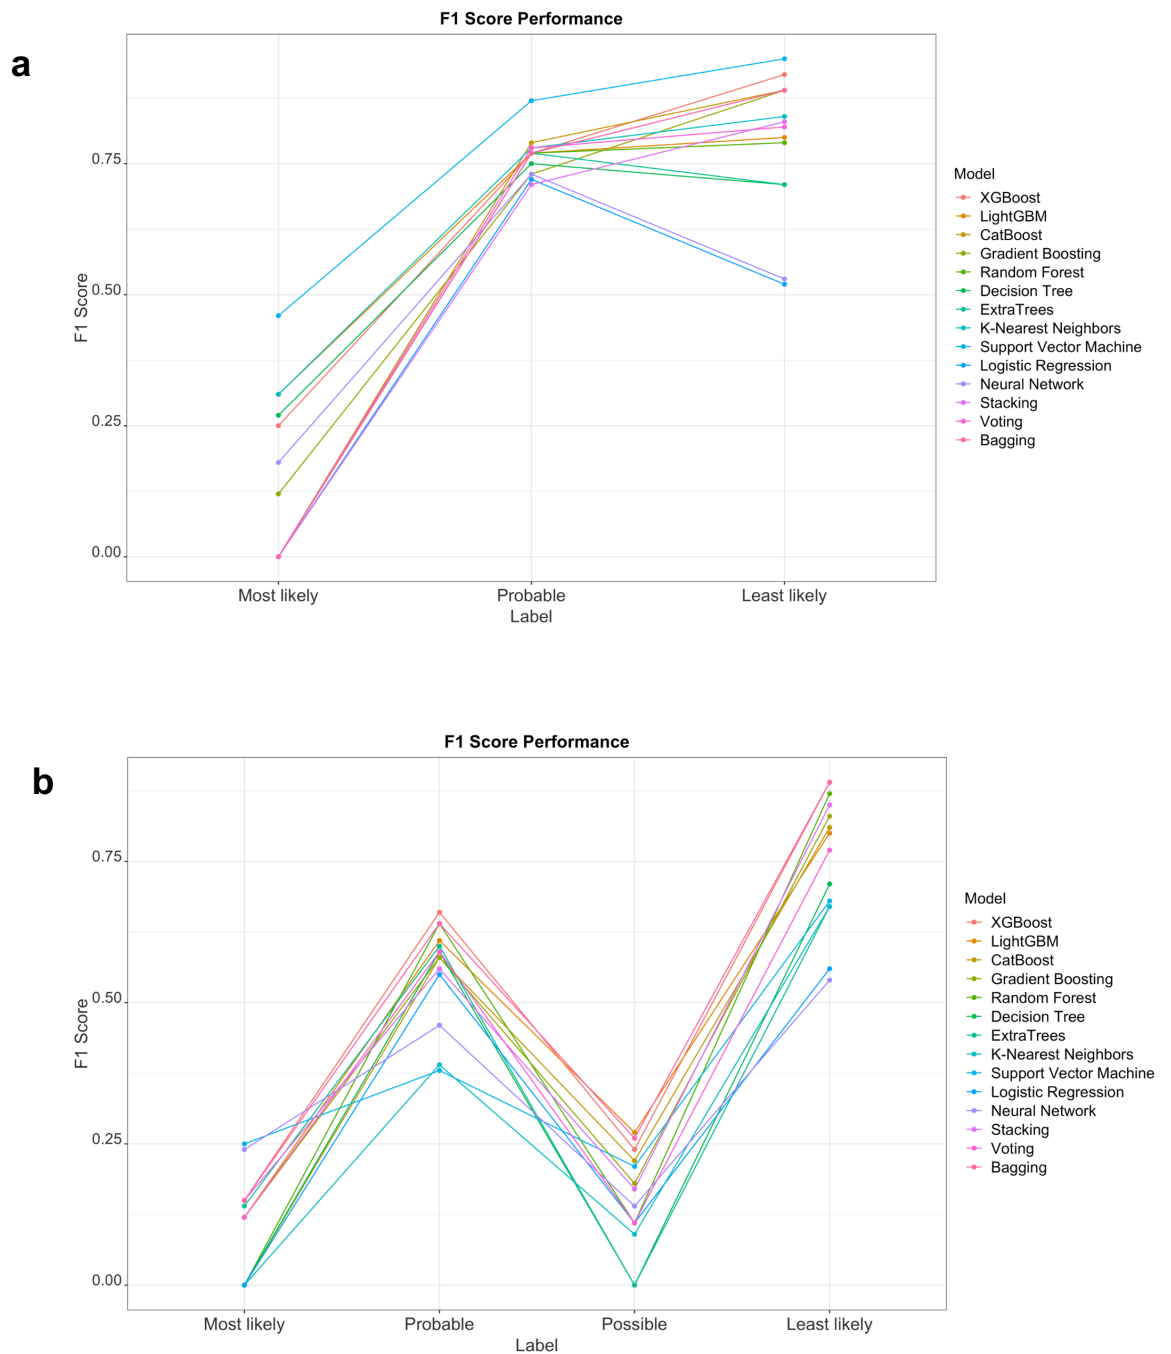 F1 Score Performance
a
0.75
0.50
0.25
0.00
F1 Score
Most likely
Probable
Least likely
Label
Model
XGBoost
LightGBM
CatBoost
Gradient Boosting
Random Forest
Decision Tree
ExtraTrees
K-Nearest Neighbors
Support Vector Machine
Logistic Regression
Neural Network
Stacking
Voting
Bagging
F1 Score Performance
b
0.75
0.50
0.25
0.00
F1 Score
Most likely
Probable
Possible
Least likely
Label
Model
XGBoost
LightGBM
CatBoost
Gradient Boosting
Random Forest
Decision Tree
ExtraTrees
K-Nearest Neighbors
Support Vector Machine
Logistic Regression
Neural Network
Stacking
Voting
Bagging